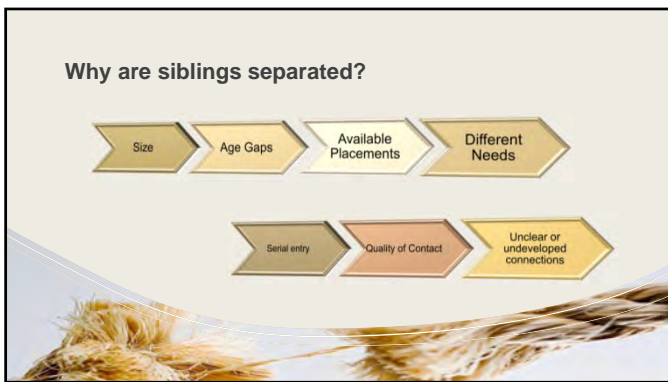 Why are siblings separated?
Size
Age Gaps
Available
Placements
Different
Needs
Serial entry
Quality of Contact
Unclear or
undeveloped
connections